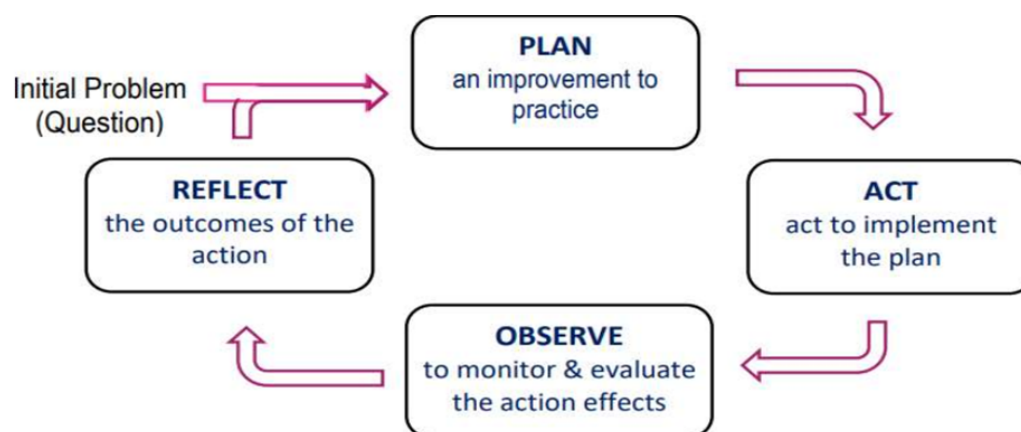 Initial Problem
(Question)
PLAN
an improvement to
practice
ACT
act to implement
the plan
OBSERVE
to monitor & evaluate
the action effects
REFLECT
the outcomes of the
action